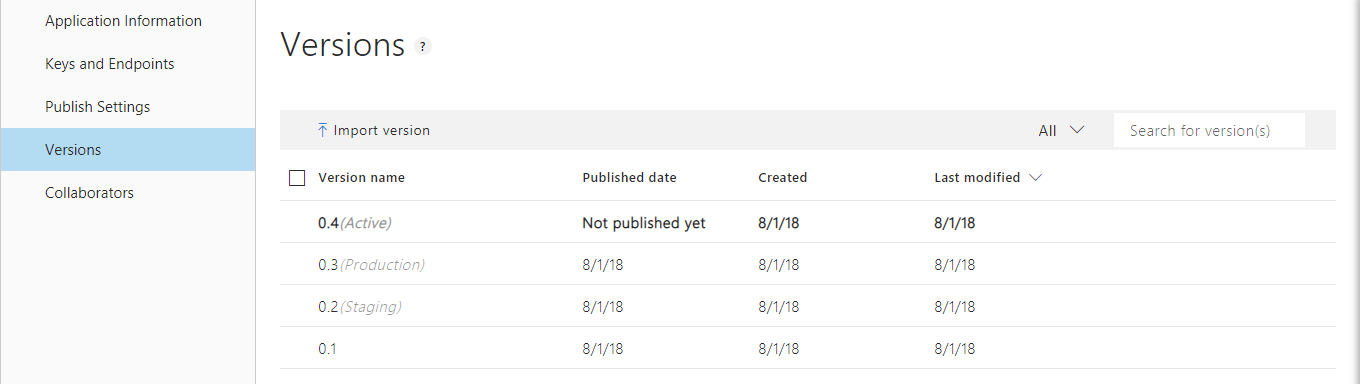 Application Information
Keys and Endpoints
Publish Settings
Versions
Collaborators
Versions ?
Import version All Search for version(s)
Version name Published date Created Last modified
0.4(Active) Not published yet 8/1/18 8/1/18
0.3(Production) 8/1/18 8/1/18 8/1/18
0.2(Staging) 8/1/18 8/1/18 8/1/18
0.1 8/1/18 8/1/18 8/1/18